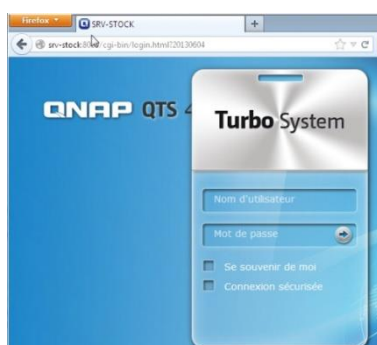 Firefox
SRV-STOCK
srv-stock:8080/cgi-bin/login.html?20130604
QNAP QTS 4
Turbo System
Nom d'utilisateur
Mot de passe
Se souvenir de moi
Connexion sécurisée